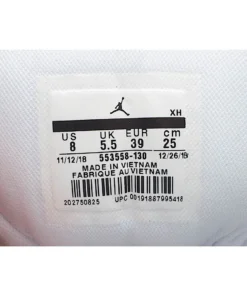 XH
US UK EUR cm
8 5.5 39 25
553558-130
11/12/18 12/26/18
MADE IN VIETNAM
FABRIQUE AU VIETNAM
202750825
UPC 00191887995418